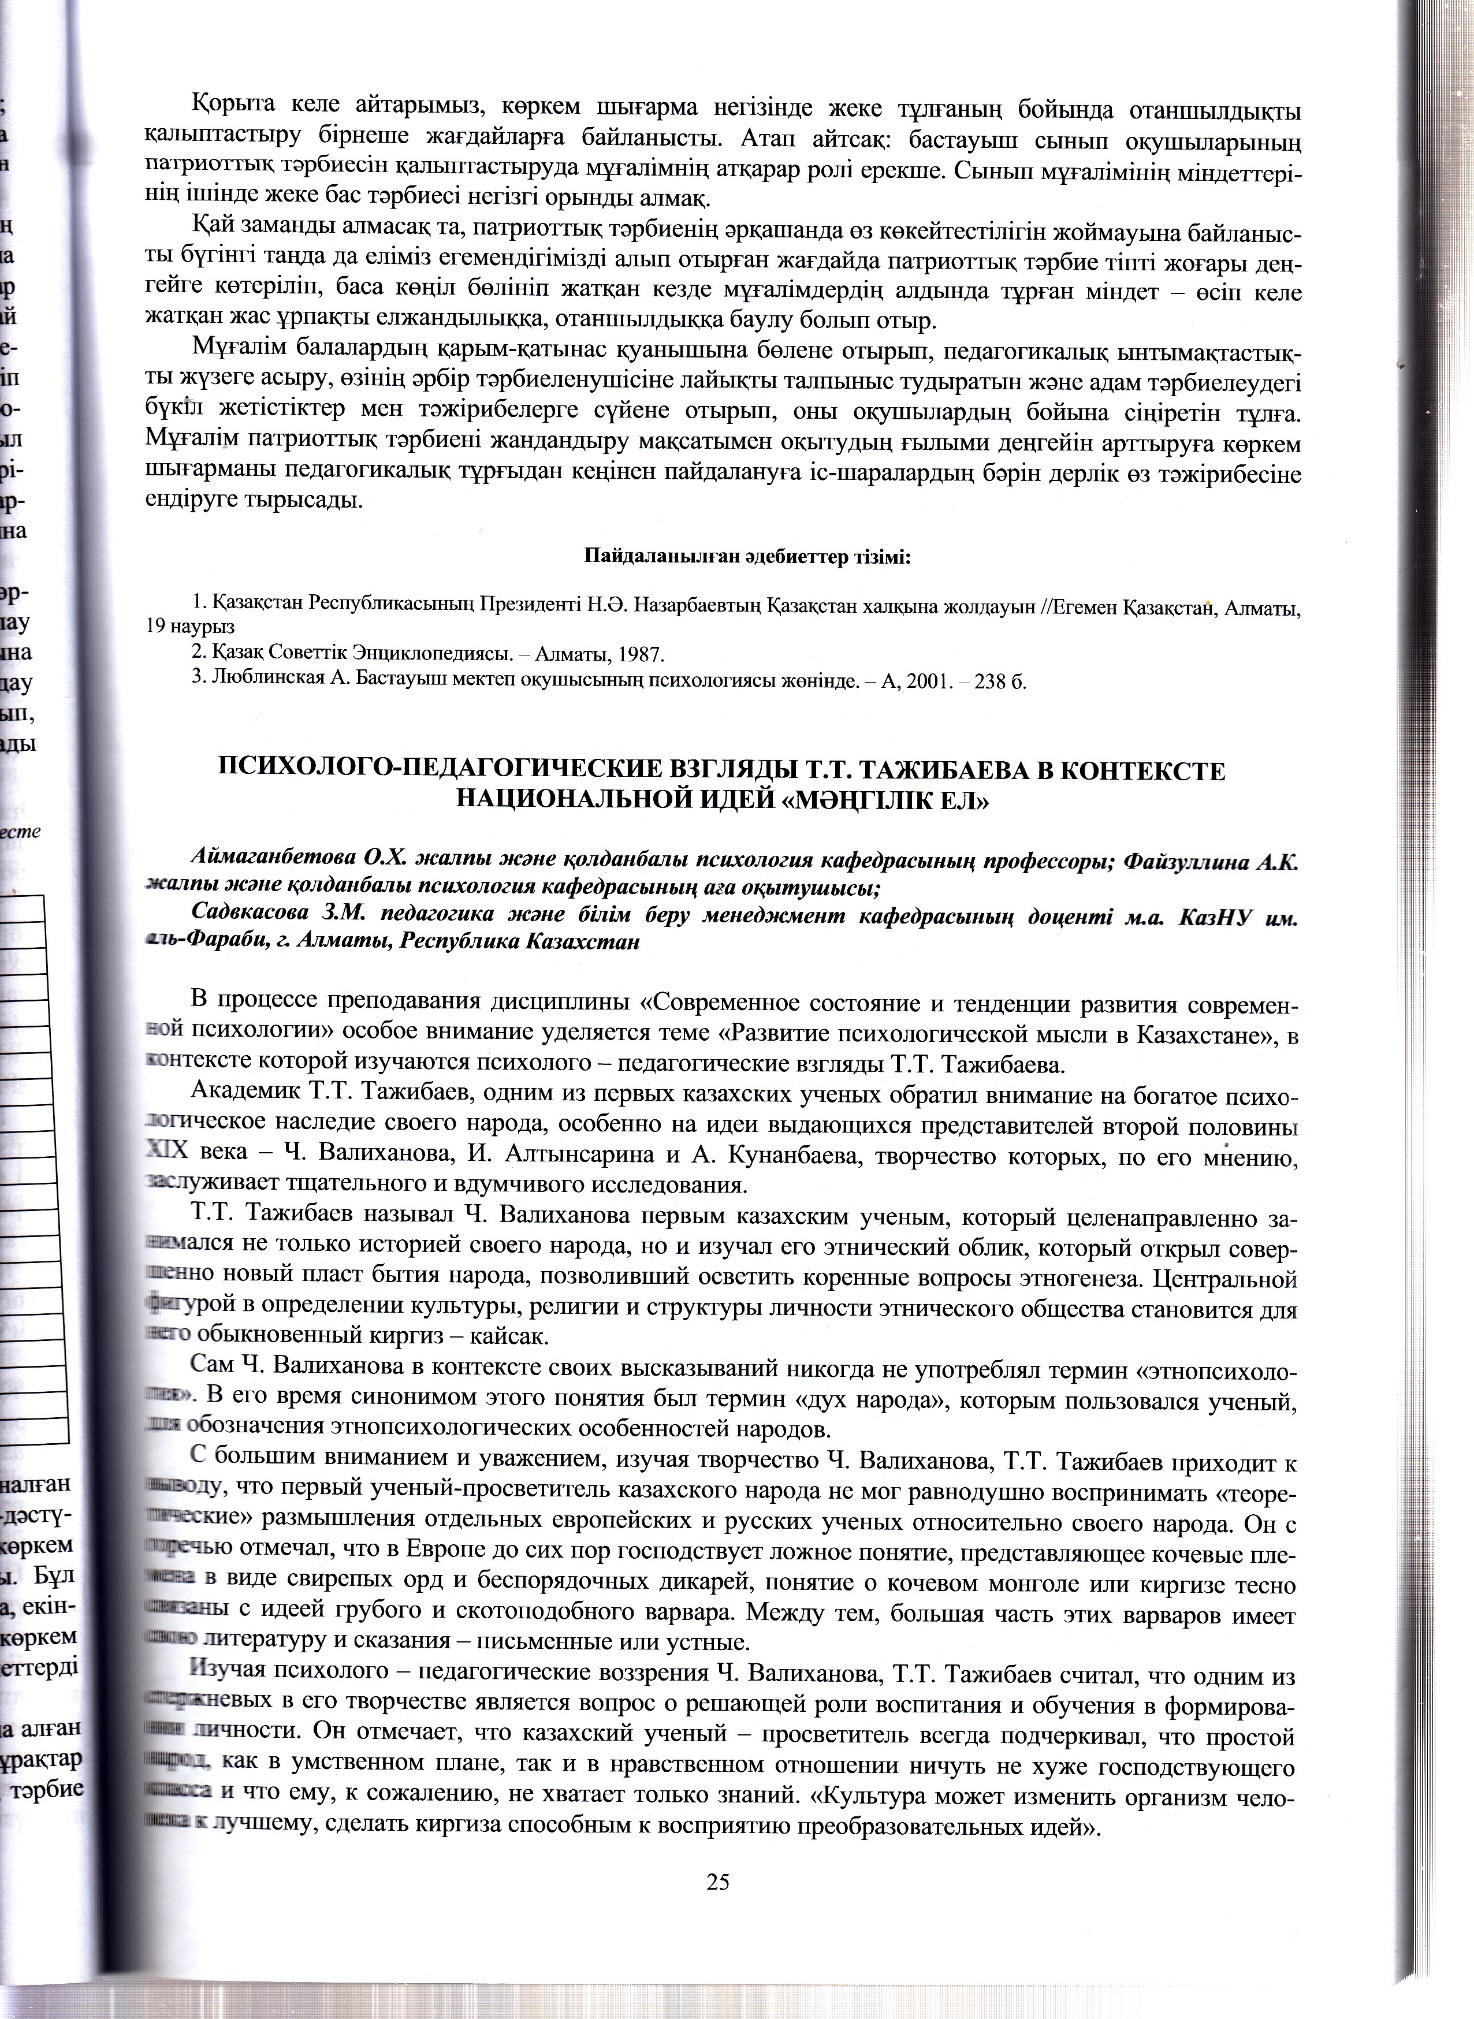 Қорыта келе айтарымыз, көркем шығарма негізінде жеке тұлғаның бойында отаншылдықты
қалыптастыру бірнеше жағдайларға байланысты. Атап айтсақ: бастауыш сынып оқушыларының
патриоттық тәрбиесін қалыптастыруда мұғалімнің атқарар ролі ерекше. Сынып мұғалімінің міндеттері-
нің ішінде жеке бас тәрбиесі негізгі орынды алмақ.
Қай заманды алмасақ та, патриоттық тәрбиенің әрқашанда өз көкейтестілігін жоймауына байланыс-
ты бүгінгі таңда да еліміз егемендігімізді алып отырған жағдайда патриоттық тәрбие тіпті жоғары дең-
гейге көтеріліп, баса көңіл бөлініп жатқан кезде мұғалімдердің алдында тұрған міндет – өсіп келе
жатқан жас ұрпақты елжандылыққа, отаншылдыққа баулу болып отыр.
Мұғалім балалардың қарым-қатынас қуанышына бөлене отырып, педагогикалық ынтымақтастық-
ты жүзеге асыру, өзінің әрбір тәрбиеленушісіне лайықты талпыныс тудыратын және адам тәрбиелеудегі
бүкіл жетістіктер мен тәжірибелерге сүйене отырып, оны оқушылардың бойына сіңіретін тұлға.
Мұғалім патриоттық тәрбиені жандандыру мақсатымен оқытудың ғылыми деңгейін арттыруға көркем
шығарманы педагогикалық тұрғыдан кеңінен пайдалануға іс-шаралардың бәрін дерлік өз тәжірибесіне
ендіруге тырысады.
Пайдаланылған әдебиеттер тізімі:
1. Қазақстан Республикасының Президенті Н.Ә. Назарбаевтың Қазақстан халқына жолдауын //Егемен Қазақстан, Алматы,
19 наурыз
2. Қазақ Советтік Энциклопедиясы. – Алматы, 1987.
3. Люблинская А. Бастауыш мектеп оқушысының психологиясы жөнінде. – А, 2001. – 238 б.
ПСИХОЛОГО-ПЕДАГОГИЧЕСКИЕ ВЗГЛЯДЫ Т.Т. ТАЖИБАЕВА В КОНТЕКСТЕ
НАЦИОНАЛЬНОЙ ИДЕЙ «МӘҢГІЛІК ЕЛ»
Аймаганбетова О.Х. жалпы және қолданбалы психология кафедрасының профессоры; Файзуллина А.К.
жалпы және қолданбалы психология кафедрасының аға оқытушысы;
Садвкасова З.М. педагогика және білім беру менеджмент кафедрасының доценті м.а. КазНУ им.
аль-Фараби, г. Алматы, Республика Казахстан
В процессе преподавания дисциплины «Современное состояние и тенденции развития современ-
ной психологии» особое внимание уделяется теме «Развитие психологической мысли в Казахстане», в
контексте которой изучаются психолого – педагогические взгляды Т.Т. Тажибаева.
Академик Т.Т. Тажибаев, одним из первых казахских ученых обратил внимание на богатое психо-
логическое наследие своего народа, особенно на идеи выдающихся представителей второй половины
XIX века – Ч. Валиханова, И. Алтынсарина и А. Кунанбаева, творчество которых, по его мнению,
заслуживает тщательного и вдумчивого исследования.
Т.Т. Тажибаев называл Ч. Валиханова первым казахским ученым, который целенаправленно за-
нимался не только историей своего народа, но и изучал его этнический облик, который открыл совер-
шенно новый пласт бытия народа, позволивший осветить коренные вопросы этногенеза. Центральной
фигурой в определении культуры, религии и структуры личности этнического общества становится для
него обыкновенный киргиз – кайсак.
Сам Ч. Валиханова в контексте своих высказываний никогда не употреблял термин «этнопсихоло-
гия». В его время синонимом этого понятия был термин «дух народа», которым пользовался ученый,
для обозначения этнопсихологических особенностей народов.
С большим вниманием и уважением, изучая творчество Ч. Валиханова, Т.Т. Тажибаев приходит к
выводу, что первый ученый-просветитель казахского народа не мог равнодушно воспринимать «теоре-
тические» размышления отдельных европейских и русских ученых относительно своего народа. Он с
горечью отмечал, что в Европе до сих пор господствует ложное понятие, представляющее кочевые пле-
мена в виде свирепых орд и беспорядочных дикарей, понятие о кочевом монголе или киргизе тесно
связаны с идеей грубого и скотоподобного варвара. Между тем, большая часть этих варваров имеет
свою литературу и сказания – письменные или устные.
Изучая психолого – педагогические воззрения Ч. Валиханова, Т.Т. Тажибаев считал, что одним из
стержневых в его творчестве является вопрос о решающей роли воспитания и обучения в формирова-
нии личности. Он отмечает, что казахский ученый – просветитель всегда подчеркивал, что простой
народ, как в умственном плане, так и в нравственном отношении ничуть не хуже господствующего
класса и что ему, к сожалению, не хватает только знаний. «Культура может изменить организм чело-
века к лучшему, сделать киргиза способным к восприятию преобразовательных идей».
25